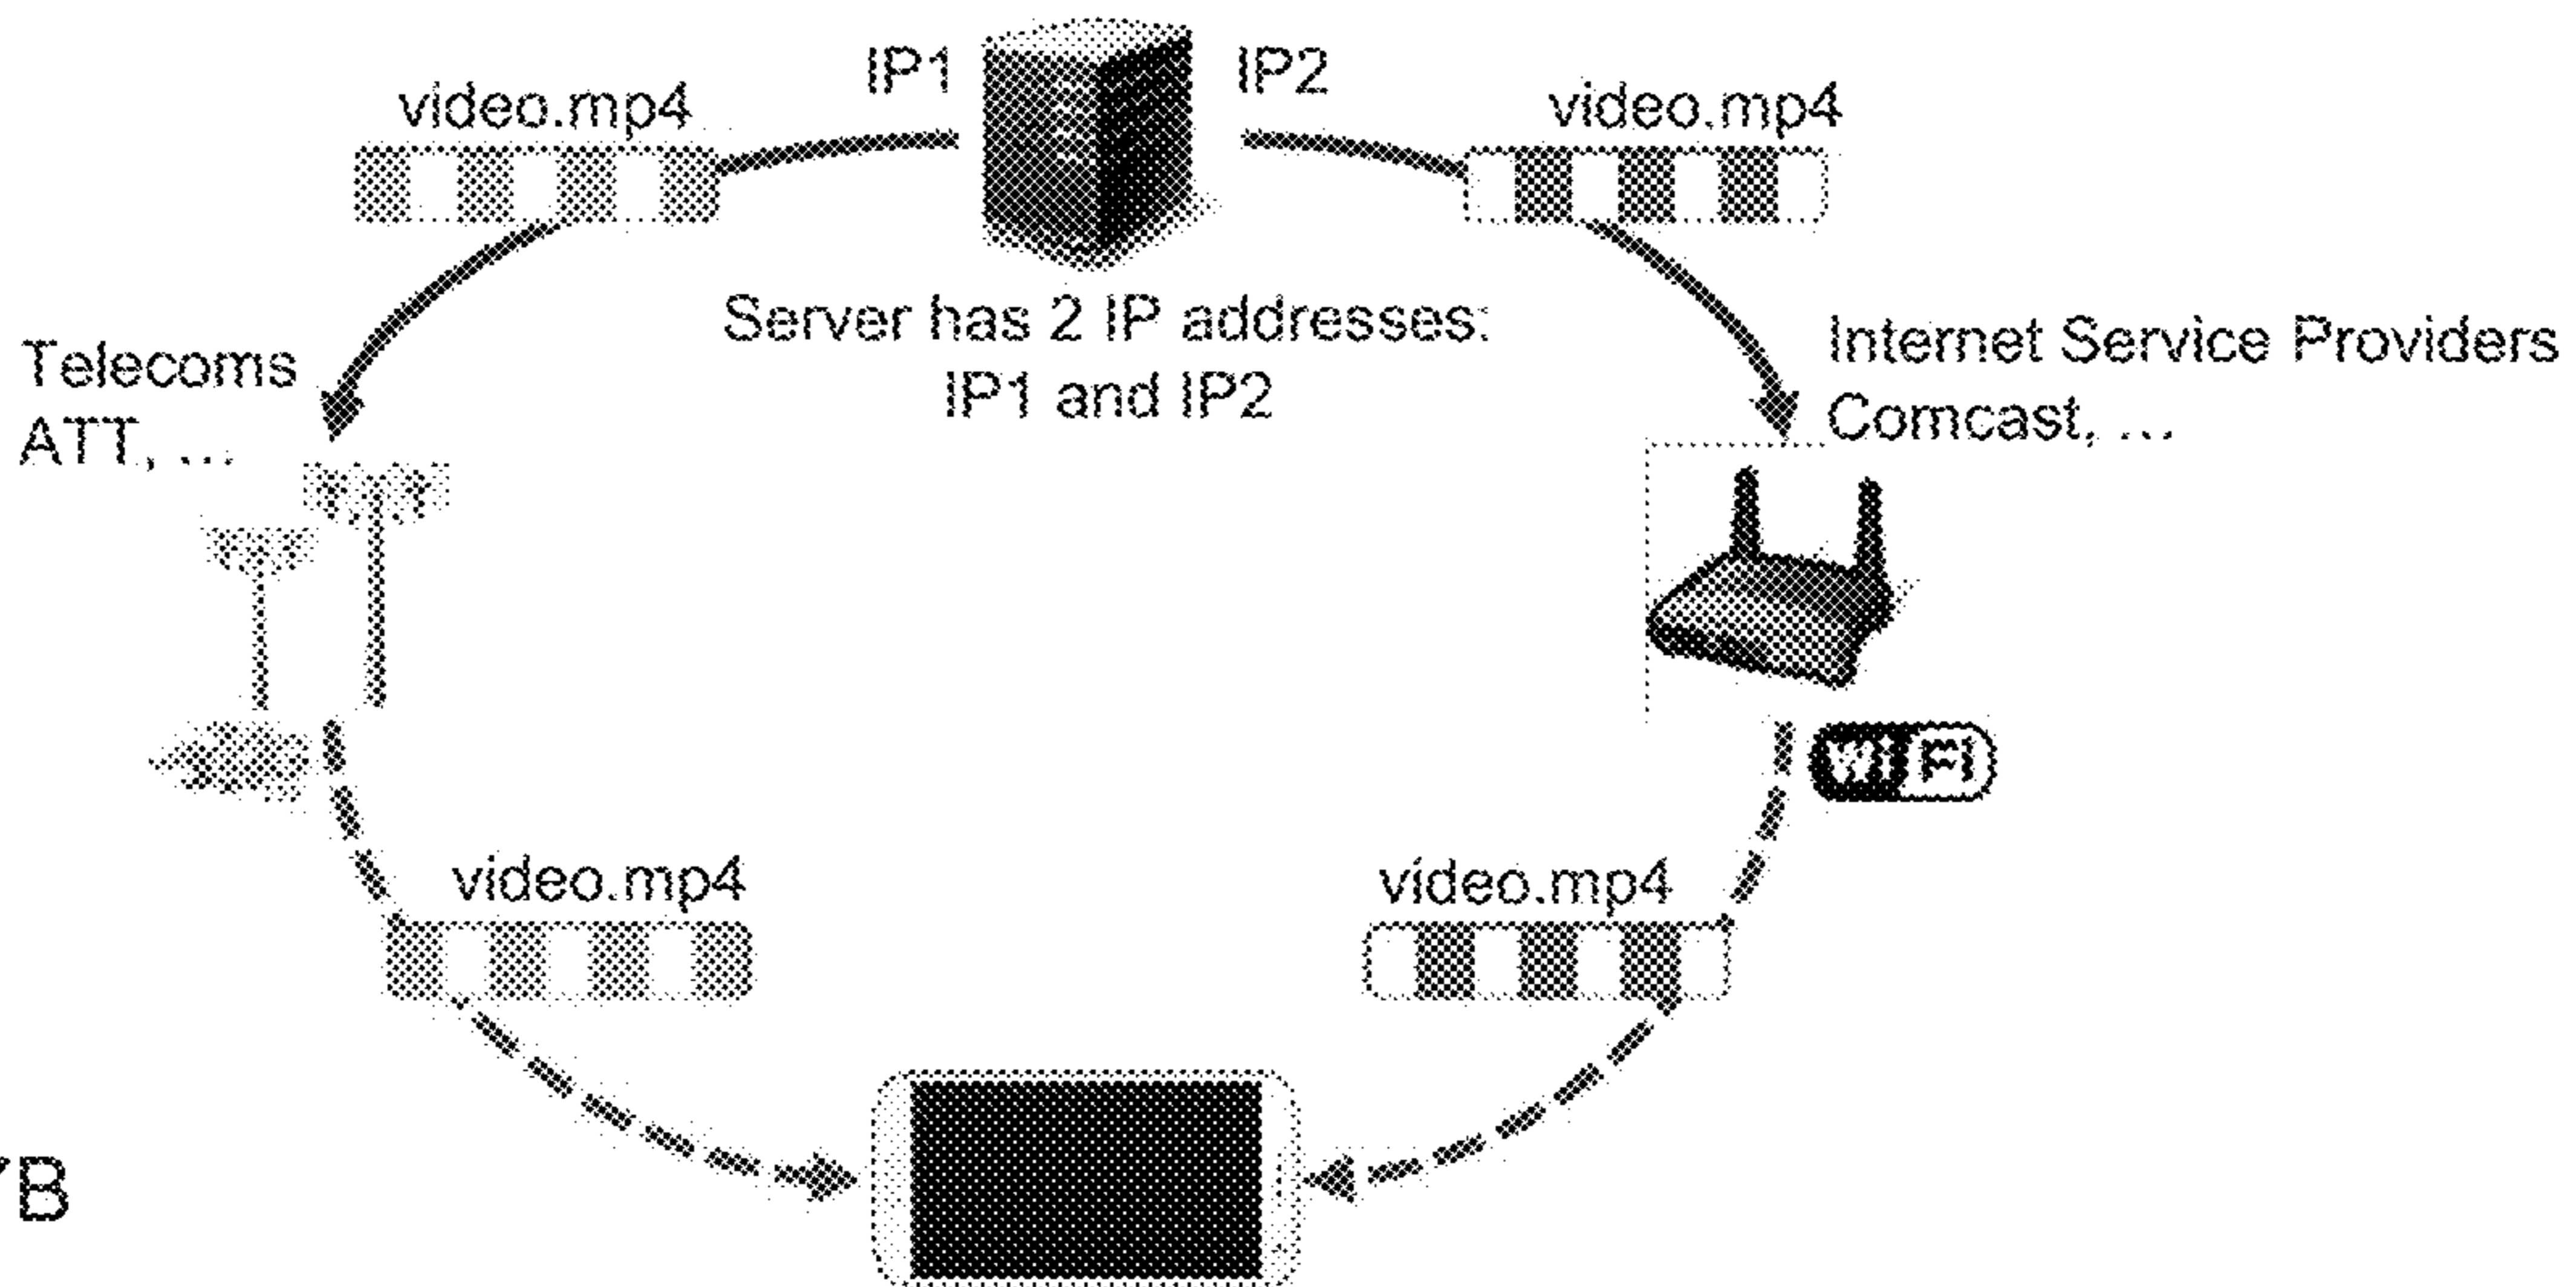 IP1
IP2
video.mp4
video.mp4
Server has 2 IP addresses:
IP1 and IP2
Telecoms
ATT, ...
Internet Service Providers
Comcast, ...
Wi Fi
video.mp4
video.mp4
7B